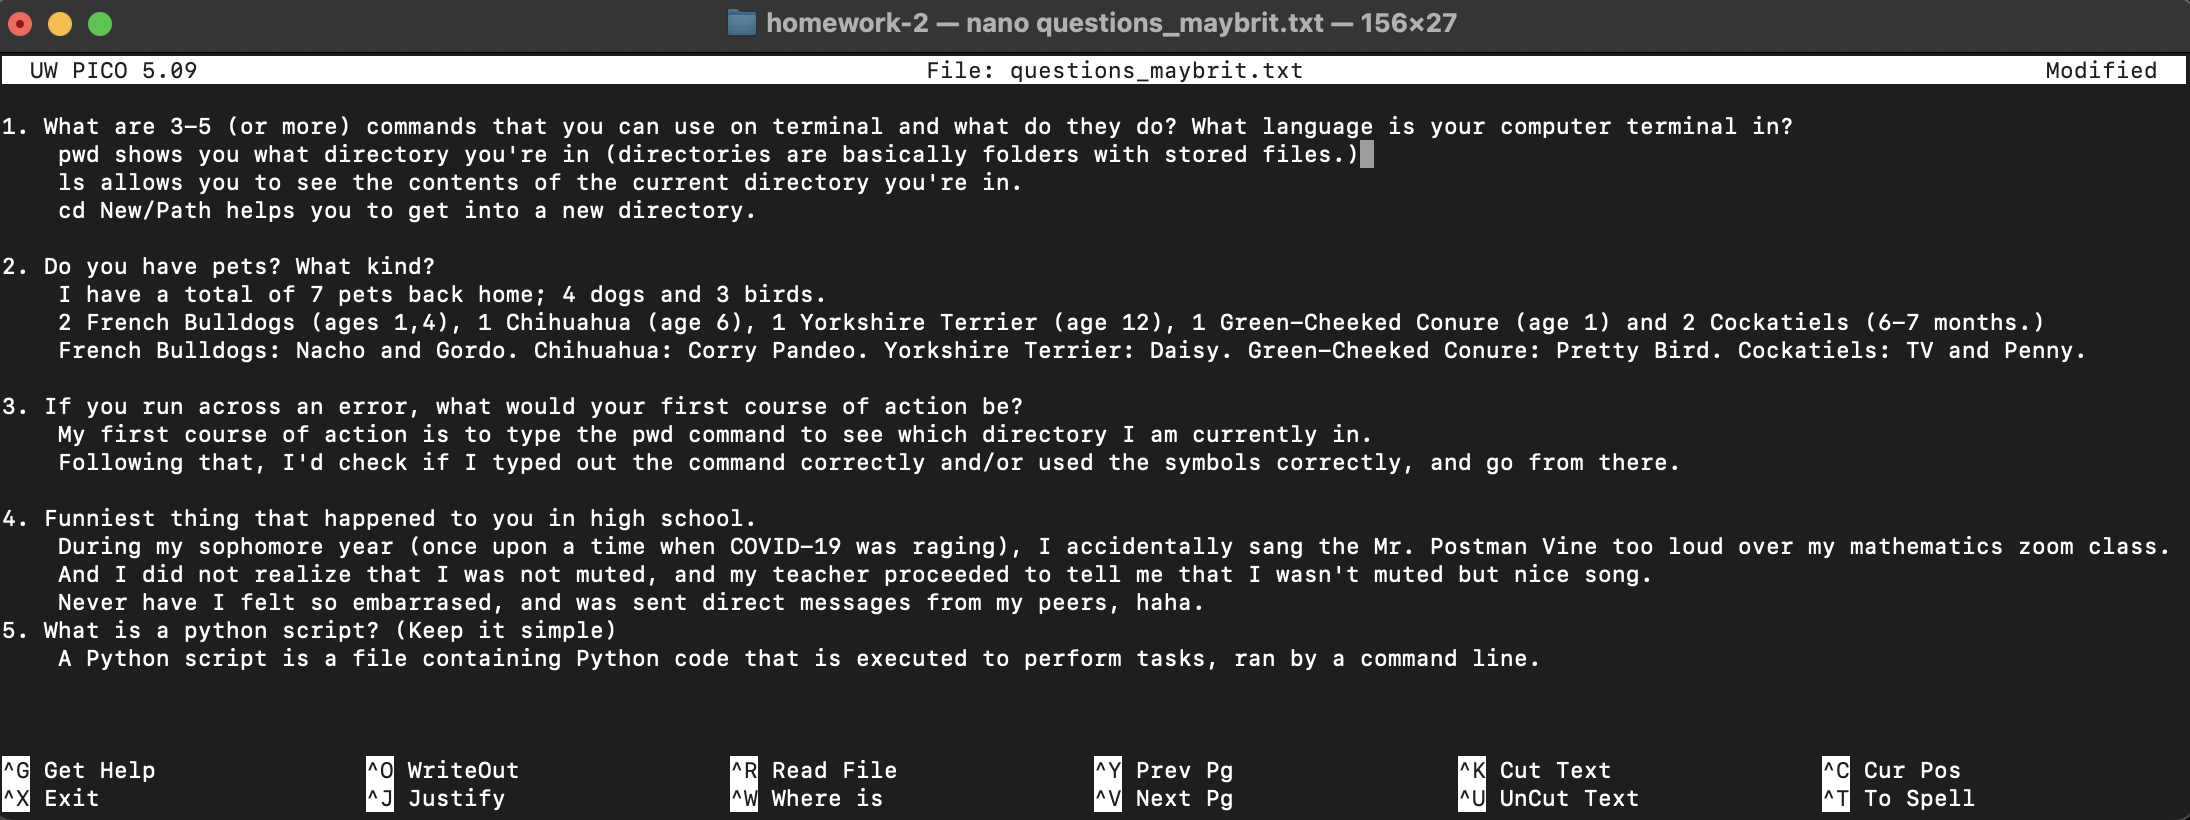 homework-2 — nano questions_maybrit.txt — 156×27
UW PICO 5.09 File: questions_maybrit.txt Modified
1. What are 3-5 (or more) commands that you can use on terminal and what do they do? What language is your computer terminal in?
pwd shows you what directory you're in (directories are basically folders with stored files.)
ls allows you to see the contents of the current directory you're in.
cd New/Path helps you to get into a new directory.
2. Do you have pets? What kind?
I have a total of 7 pets back home; 4 dogs and 3 birds.
2 French Bulldogs (ages 1,4), 1 Chihuahua (age 6), 1 Yorkshire Terrier (age 12), 1 Green-Cheeked Conure (age 1) and 2 Cockatiels (6-7 months.)
French Bulldogs: Nacho and Gordo. Chihuahua: Corry Pandeo. Yorkshire Terrier: Daisy. Green-Cheeked Conure: Pretty Bird. Cockatiels: TV and Penny.
3. If you run across an error, what would your first course of action be?
My first course of action is to type the pwd command to see which directory I am currently in.
Following that, I'd check if I typed out the command correctly and/or used the symbols correctly, and go from there.
4. Funniest thing that happened to you in high school.
During my sophomore year (once upon a time when COVID-19 was raging), I accidentally sang the Mr. Postman Vine too loud over my mathematics zoom class.
And I did not realize that I was not muted, and my teacher proceeded to tell me that I wasn't muted but nice song.
Never have I felt so embarrased, and was sent direct messages from my peers, haha.
5. What is a python script? (Keep it simple)
A Python script is a file containing Python code that is executed to perform tasks, ran by a command line.
^G Get Help ^O WriteOut ^R Read File ^Y Prev Pg ^K Cut Text ^C Cur Pos
^X Exit ^J Justify ^W Where is ^V Next Pg ^U UnCut Text ^T To Spell